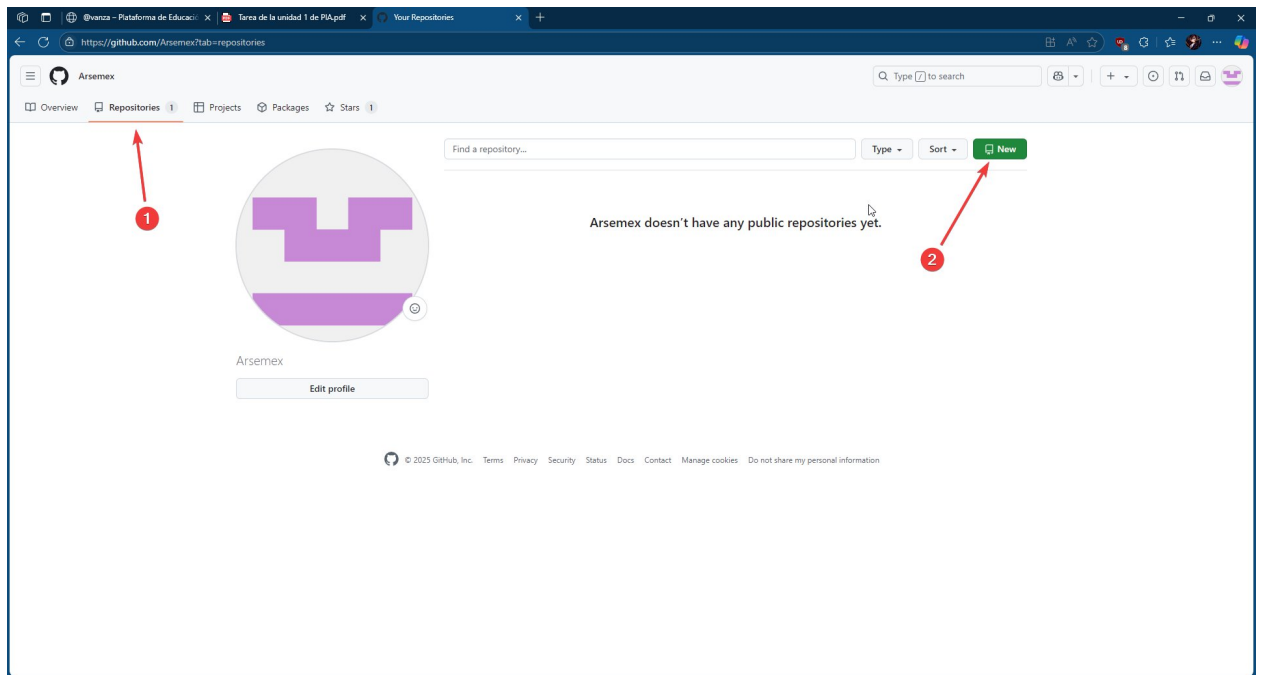 @vanza – Plataforma de Educació
Tarea de la unidad 1 de PIA.pdf
Your Repositories
https://github.com/Arsemex?tab=repositories
Arsemex
Type / to search
Overview
Repositories 1
Projects
Packages
Stars 1
Find a repository...
Type
Sort
New
1
Arsemex doesn't have any public repositories yet.
2
Arsemex
Edit profile
© 2025 GitHub, Inc. Terms Privacy Security Status Docs Contact Manage cookies Do not share my personal information